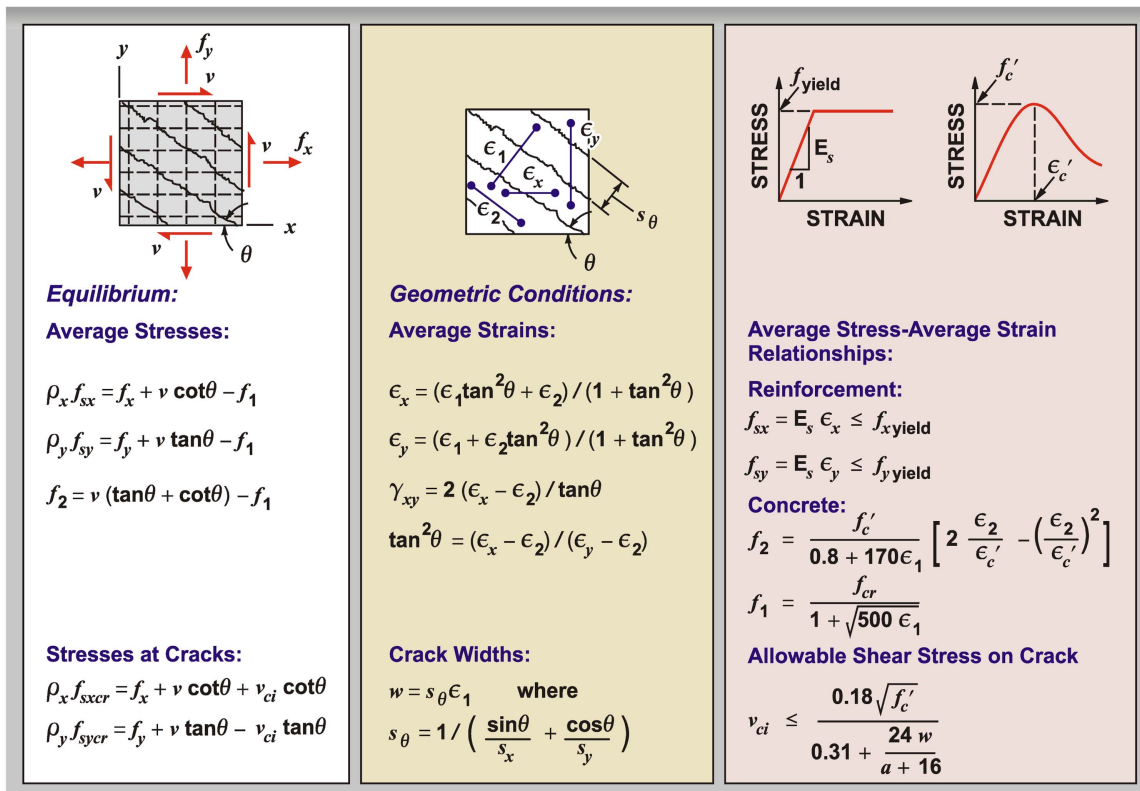 y
f_y
v
f_x
v
v
v
x
θ
Equilibrium:
Average Stresses:
ρ_x f_sx = f_x + v cotθ – f_1
ρ_y f_sy = f_y + v tanθ – f_1
f_2 = v (tanθ + cotθ) – f_1
Stresses at Cracks:
ρ_x f_sxcr = f_x + v cotθ + v_ci cotθ
ρ_y f_sycr = f_y + v tanθ – v_ci tanθ
ϵ_1
ϵ_y
ϵ_x
ϵ_2
s_θ
θ
Geometric Conditions:
Average Strains:
ϵ_x = (ϵ_1 tan²θ + ϵ_2) / (1 + tan²θ)
ϵ_y = (ϵ_1 + ϵ_2 tan²θ) / (1 + tan²θ)
γ_xy = 2 (ϵ_x – ϵ_2) / tanθ
tan²θ = (ϵ_x – ϵ_2) / (ϵ_y – ϵ_2)
Crack Widths:
w = s_θ ϵ_1 where
s_θ = 1 / ( sinθ / s_x + cosθ / s_y )
f_yield
STRESS
E_s
1
STRAIN
f_c′
STRESS
ϵ_c′
STRAIN
Average Stress-Average Strain
Relationships:
Reinforcement:
f_sx = E_s ϵ_x ≤ f_x yield
f_sy = E_s ϵ_y ≤ f_y yield
Concrete:
f_2 = f_c′ / (0.8 + 170ϵ_1) [ 2 ϵ_2 / ϵ_c′ – (ϵ_2 / ϵ_c′)² ]
f_1 = f_cr / (1 + √(500 ϵ_1))
Allowable Shear Stress on Crack
v_ci ≤ 0.18 √(f_c′) / (0.31 + 24 w / (a + 16))